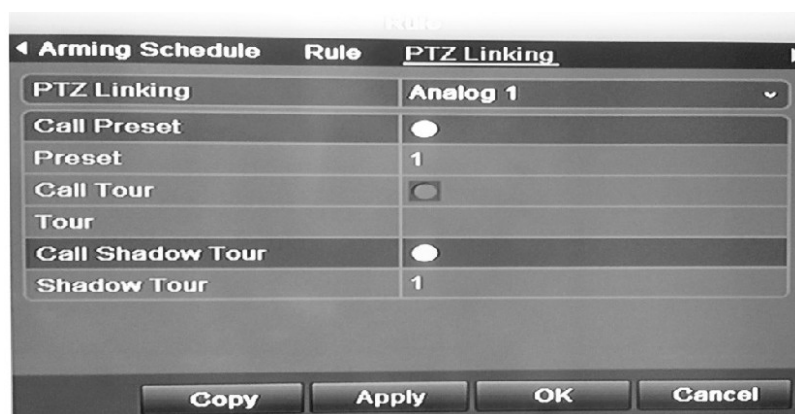 Rule
Arming Schedule Rule PTZ Linking
PTZ Linking Analog 1
Call Preset
Preset 1
Call Tour
Tour
Call Shadow Tour
Shadow Tour 1
Copy Apply OK Cancel